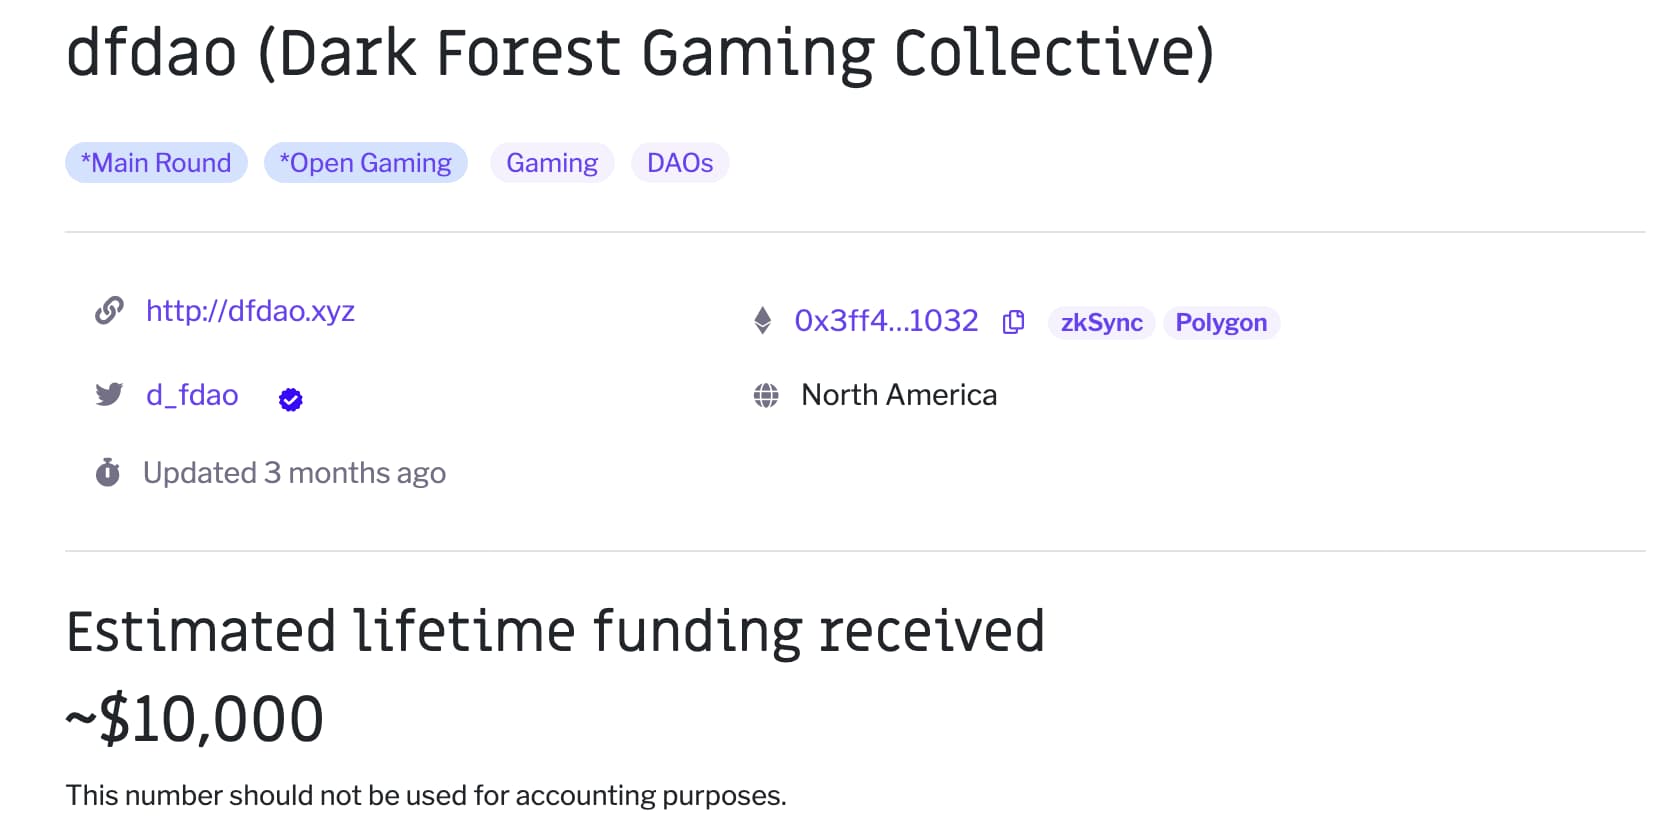 dfdao (Dark Forest Gaming Collective)
*Main Round *Open Gaming Gaming DAOs
http://dfdao.xyz
0x3ff4...1032 zkSync Polygon
d_fdao
North America
Updated 3 months ago
Estimated lifetime funding received
~$10,000
This number should not be used for accounting purposes.